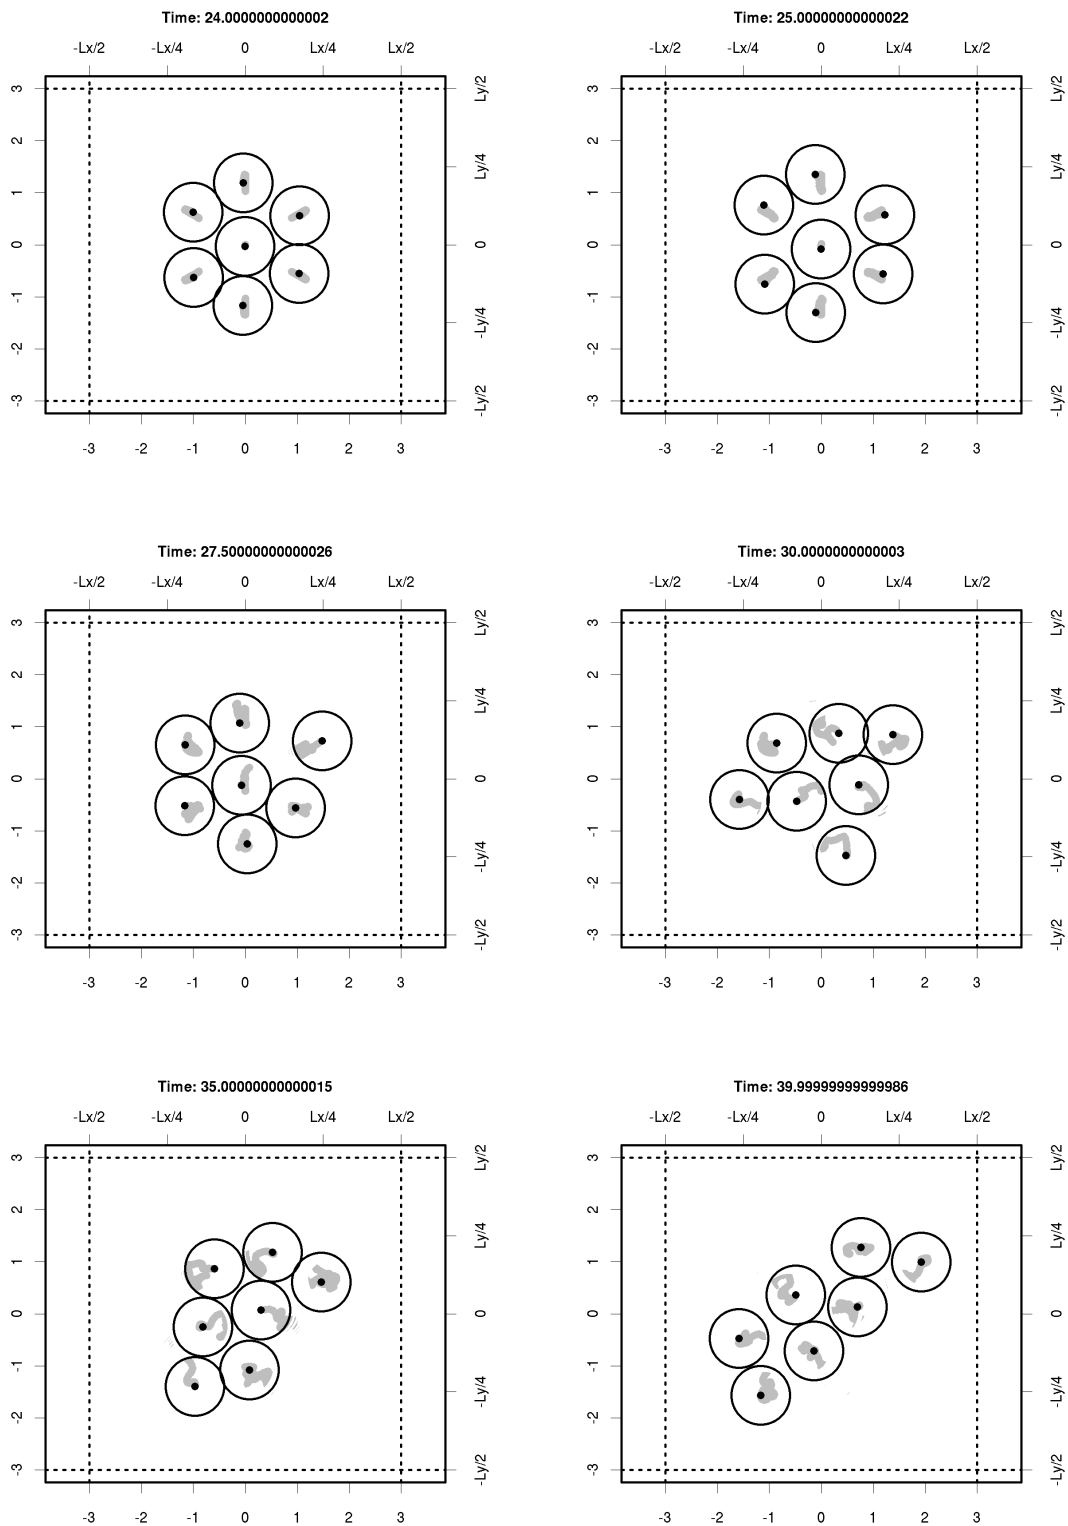 Time: 24.0000000000002
Time: 25.00000000000022
-Lx/2 -Lx/4 0 Lx/4 Lx/2
-Lx/2 -Lx/4 0 Lx/4 Lx/2
3 2 1 0 -1 -2 -3
Ly/2 Ly/4 0 -Ly/4 -Ly/2
3 2 1 0 -1 -2 -3
Ly/2 Ly/4 0 -Ly/4 -Ly/2
-3 -2 -1 0 1 2 3
-3 -2 -1 0 1 2 3
Time: 27.50000000000026
Time: 30.0000000000003
-Lx/2 -Lx/4 0 Lx/4 Lx/2
-Lx/2 -Lx/4 0 Lx/4 Lx/2
3 2 1 0 -1 -2 -3
Ly/2 Ly/4 0 -Ly/4 -Ly/2
3 2 1 0 -1 -2 -3
Ly/2 Ly/4 0 -Ly/4 -Ly/2
-3 -2 -1 0 1 2 3
-3 -2 -1 0 1 2 3
Time: 35.00000000000015
Time: 39.99999999999986
-Lx/2 -Lx/4 0 Lx/4 Lx/2
-Lx/2 -Lx/4 0 Lx/4 Lx/2
3 2 1 0 -1 -2 -3
Ly/2 Ly/4 0 -Ly/4 -Ly/2
3 2 1 0 -1 -2 -3
Ly/2 Ly/4 0 -Ly/4 -Ly/2
-3 -2 -1 0 1 2 3
-3 -2 -1 0 1 2 3